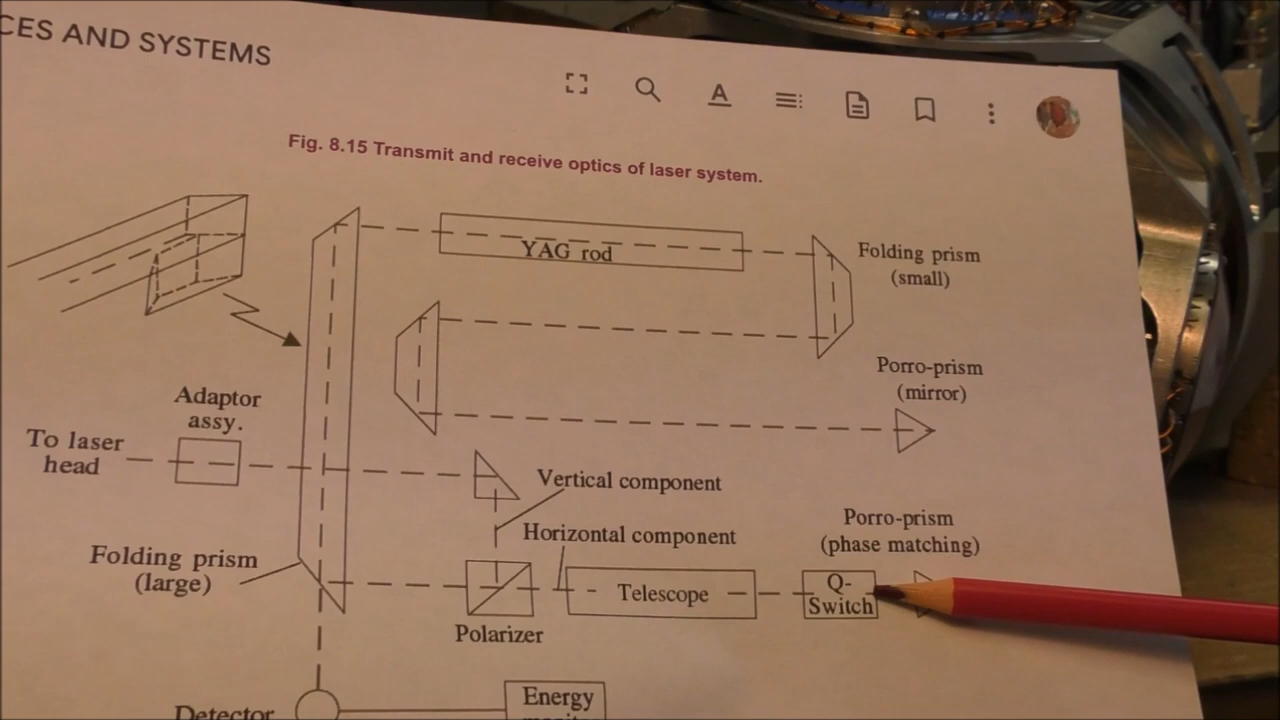 CES AND SYSTEMS
A
Fig. 8.15 Transmit and receive optics of laser system.
YAG rod
Folding prism
(small)
Porro-prism
(mirror)
Adaptor
assy.
To laser
head
Vertical component
Horizontal component
Porro-prism
(phase matching)
Folding prism
(large)
Telescope
Q-
Switch
Polarizer
Detector
Energy